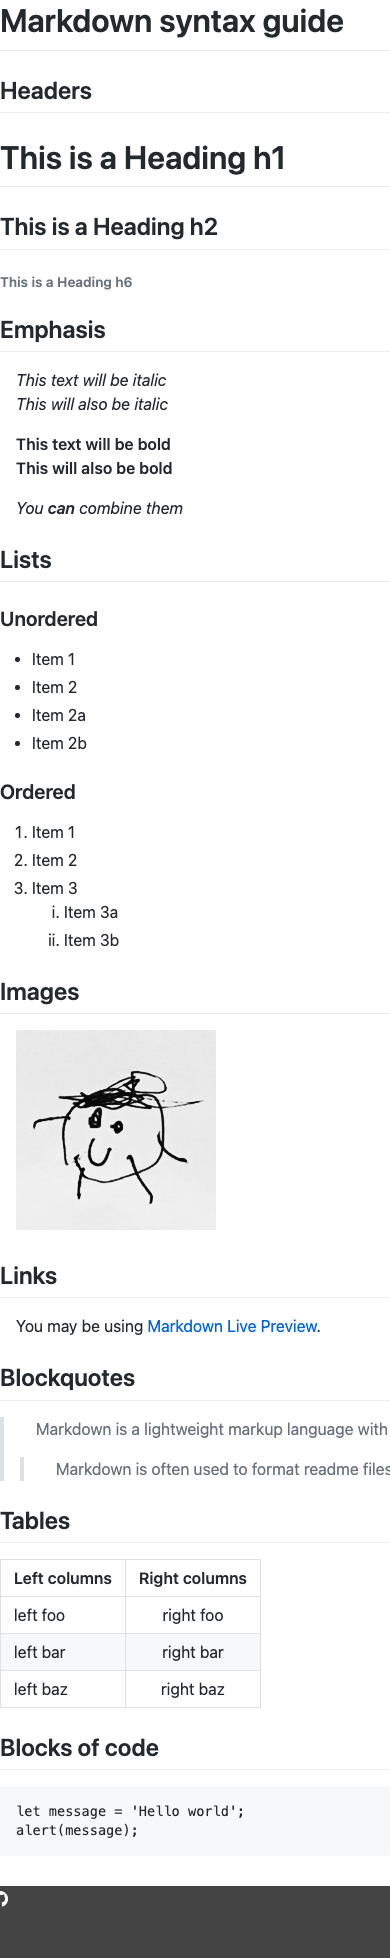 Markdown syntax guide
Headers
This is a Heading h1
This is a Heading h2
This is a Heading h6
Emphasis
This text will be italic
This will also be italic
This text will be bold
This will also be bold
You can combine them
Lists
Unordered
• Item 1
• Item 2
• Item 2a
• Item 2b
Ordered
1. Item 1
2. Item 2
3. Item 3
i. Item 3a
ii. Item 3b
Images
Links
You may be using Markdown Live Preview.
Blockquotes
Markdown is a lightweight markup language with
Markdown is often used to format readme files
Tables
Left columns Right columns
left foo right foo
left bar right bar
left baz right baz
Blocks of code
let message = 'Hello world';
alert(message);